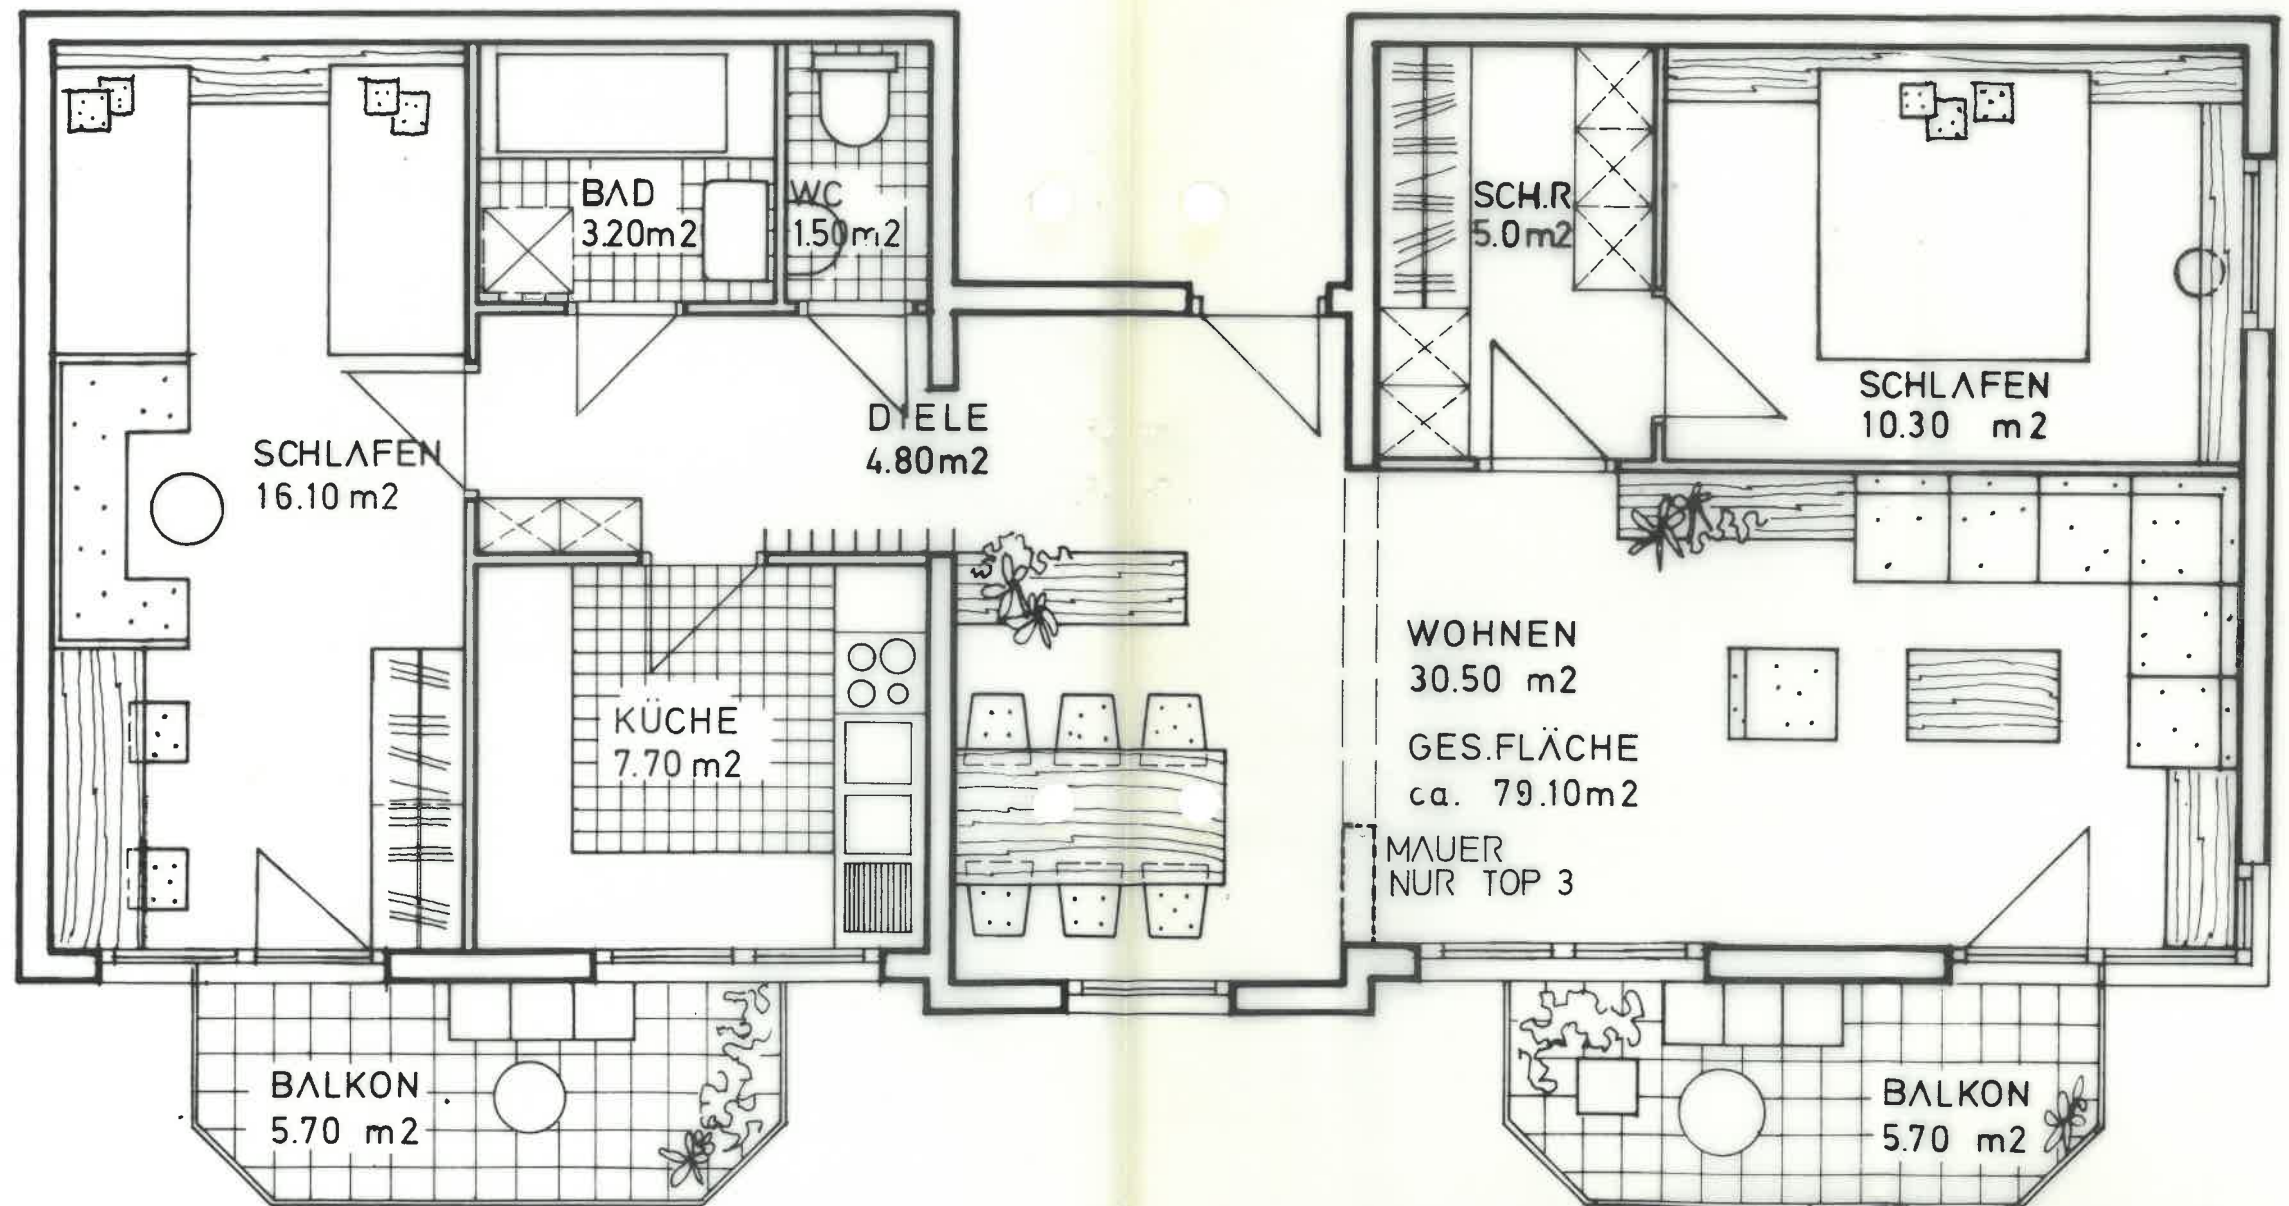 BAD
3.20m2
WC
1.50m2
SCH.R
5.0m2
SCHLAFEN
10.30 m2
DIELE
4.80m2
SCHLAFEN
16.10 m2
WOHNEN
30.50 m2
KÜCHE
7.70 m2
GES.FLÄCHE
ca. 79.10m2
MAUER
NUR TOP 3
BALKON
5.70 m2
BALKON
5.70 m2